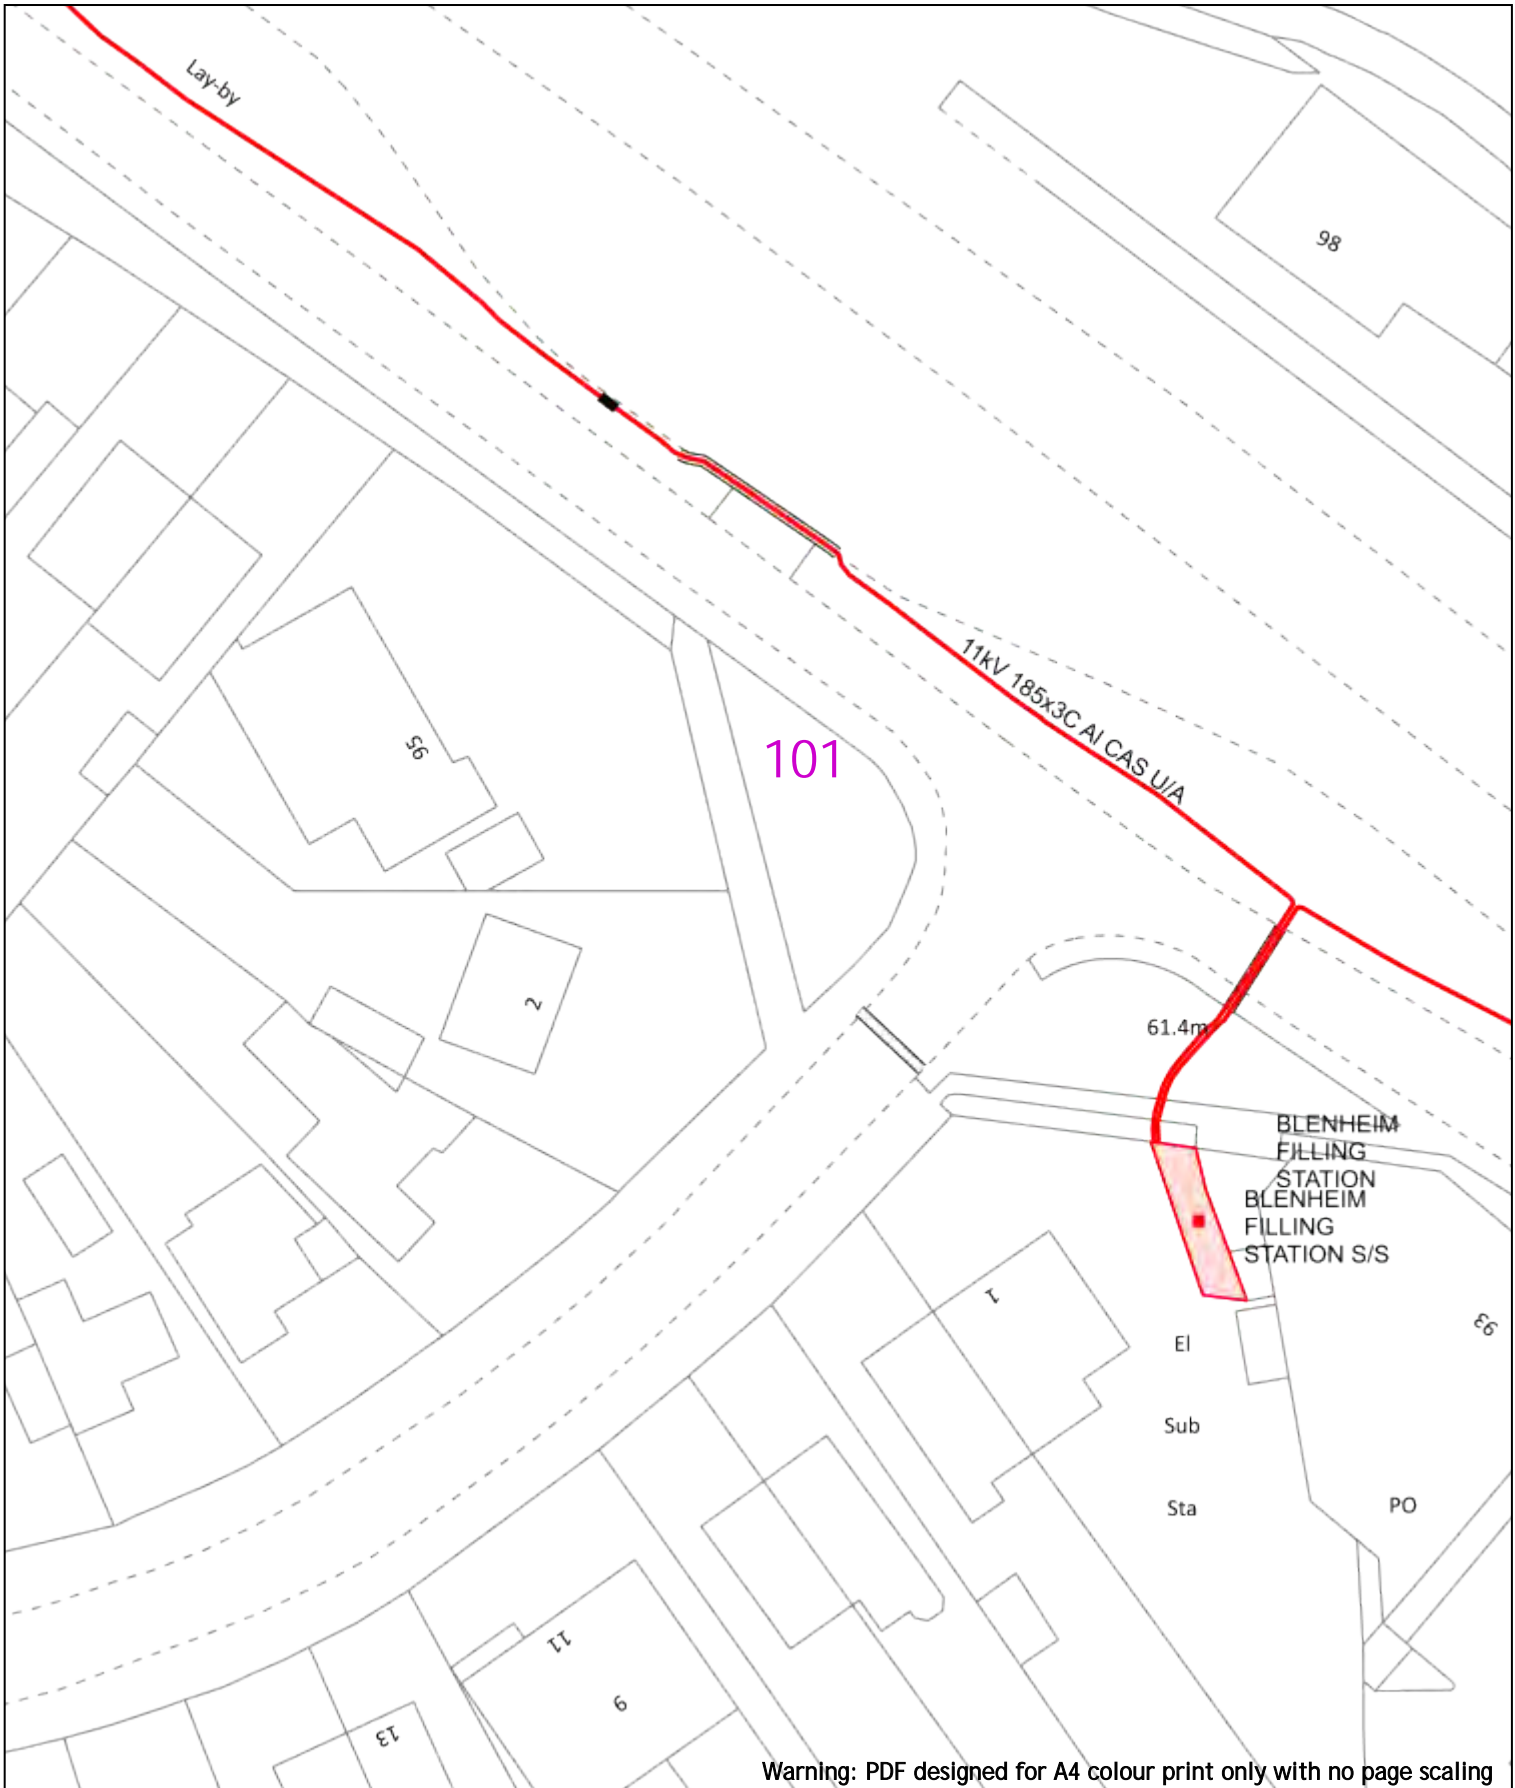 Lay-by
98
95
101
11kV 185x3C Al CAS U/A
2
61.4m
BLENHEIM
FILLING
STATION
BLENHEIM
FILLING
STATION S/S
1
93
El
Sub
Sta
PO
11
9
13
Warning: PDF designed for A4 colour print only with no page scaling